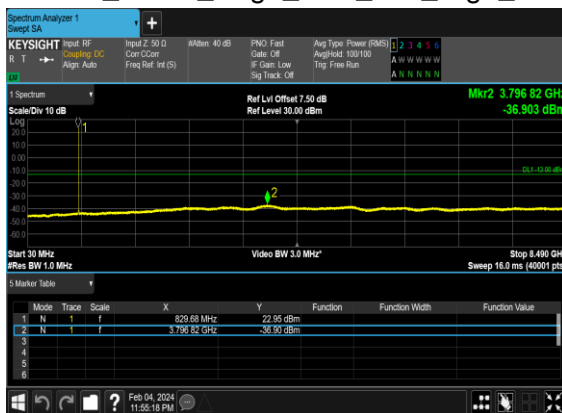 Spectrum Analyzer 1
Swept SA
KEYSIGHT
R T
LXI
Input: RF
Coupling: DC
Align: Auto
Input Z: 50 Ω
Corr CCorr
Freq Ref: Int (S)
#Atten: 40 dB
PNO: Fast
Gate: Off
IF Gain: Low
Sig Track: Off
Avg Type: Power (RMS)
Avg|Hold: 100/100
Trig: Free Run
1 2 3 4 5 6
A W W W W W
A N N N N N
1 Spectrum
Scale/Div 10 dB
Ref Lvl Offset 7.50 dB
Ref Level 30.00 dBm
Mkr2 3.796 82 GHz
-36.903 dBm
Log
20.0
10.0
0.00
-10.0
-20.0
-30.0
-40.0
-50.0
-60.0
1
2
DL1 -13.00 dBm
Start 30 MHz
#Res BW 1.0 MHz
Video BW 3.0 MHz*
Stop 8.490 GH
Sweep 16.0 ms (40001 pts
5 Marker Table
Mode Trace Scale X Y Function Function Width Function Value
1 N 1 f 829.68 MHz 22.95 dBm
2 N 1 f 3.796 82 GHz -36.90 dBm
3
4
5
6
Feb 04, 2024
11:55:18 PM